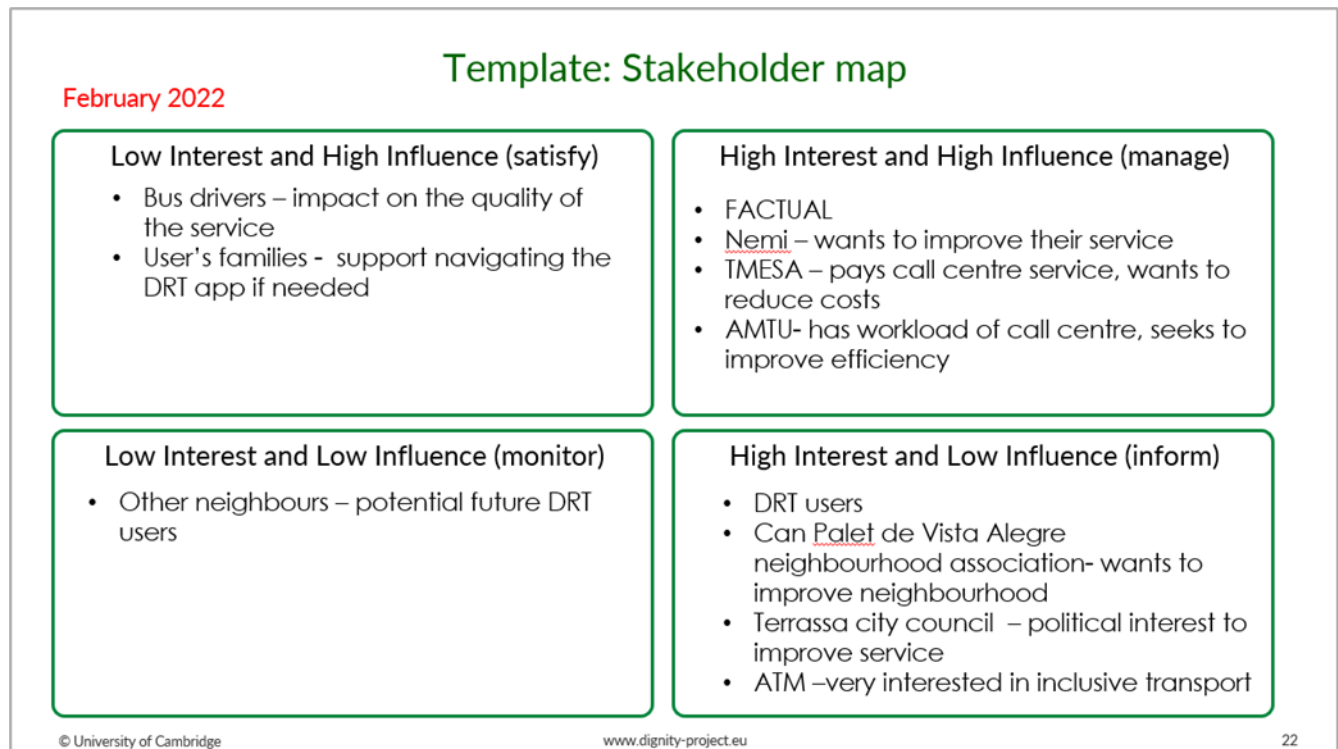 Template: Stakeholder map
February 2022
Low Interest and High Influence (satisfy)
• Bus drivers – impact on the quality of
the service
• User’s families - support navigating the
DRT app if needed
High Interest and High Influence (manage)
• FACTUAL
• Nemi – wants to improve their service
• TMESA – pays call centre service, wants to
reduce costs
• AMTU- has workload of call centre, seeks to
improve efficiency
Low Interest and Low Influence (monitor)
• Other neighbours – potential future DRT
users
High Interest and Low Influence (inform)
• DRT users
• Can Palet de Vista Alegre
neighbourhood association- wants to
improve neighbourhood
• Terrassa city council – political interest to
improve service
• ATM –very interested in inclusive transport
© University of Cambridge
www.dignity-project.eu
22